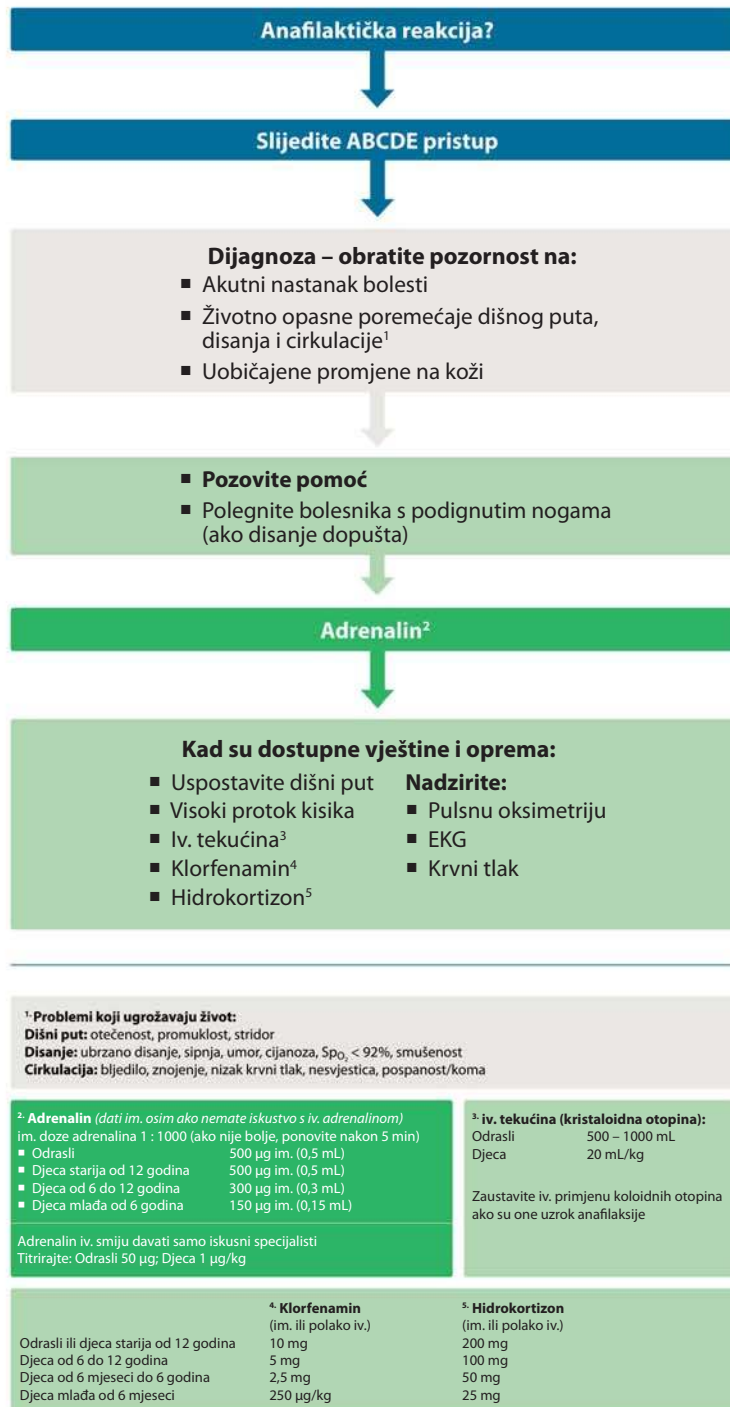 Anafilaktička reakcija?
Slijedite ABCDE pristup
Dijagnoza – obratite pozornost na:
▪ Akutni nastanak bolesti
▪ Životno opasne poremećaje dišnog puta,
disanja i cirkulacije¹
▪ Uobičajene promjene na koži
▪ Pozovite pomoć
▪ Polegnite bolesnika s podignutim nogama
(ako disanje dopušta)
Adrenalin²
Kad su dostupne vještine i oprema:
▪ Uspostavite dišni put
▪ Visoki protok kisika
▪ Iv. tekućina³
▪ Klorfenamin⁴
▪ Hidrokortizon⁵
Nadzirite:
▪ Pulsnu oksimetriju
▪ EKG
▪ Krvni tlak
¹· Problemi koji ugrožavaju život:
Dišni put: otečenost, promuklost, stridor
Disanje: ubrzano disanje, sipnja, umor, cijanoza, SpO₂ < 92%, smušenost
Cirkulacija: bljedilo, znojenje, nizak krvni tlak, nesvjestica, pospanost/koma
²· Adrenalin (dati im. osim ako nemate iskustvo s iv. adrenalinom)
im. doze adrenalina 1 : 1000 (ako nije bolje, ponovite nakon 5 min)
▪ Odrasli 500 μg im. (0,5 mL)
▪ Djeca starija od 12 godina 500 μg im. (0,5 mL)
▪ Djeca od 6 do 12 godina 300 μg im. (0,3 mL)
▪ Djeca mlađa od 6 godina 150 μg im. (0,15 mL)
Adrenalin iv. smiju davati samo iskusni specijalisti
Titrirajte: Odrasli 50 μg; Djeca 1 μg/kg
³· iv. tekućina (kristaloidna otopina):
Odrasli 500 – 1000 mL
Djeca 20 mL/kg
Zaustavite iv. primjenu koloidnih otopina
ako su one uzrok anafilaksije
⁴· Klorfenamin ⁵· Hidrokortizon
(im. ili polako iv.) (im. ili polako iv.)
Odrasli ili djeca starija od 12 godina 10 mg 200 mg
Djeca od 6 do 12 godina 5 mg 100 mg
Djeca od 6 mjeseci do 6 godina 2,5 mg 50 mg
Djeca mlađa od 6 mjeseci 250 μg/kg 25 mg